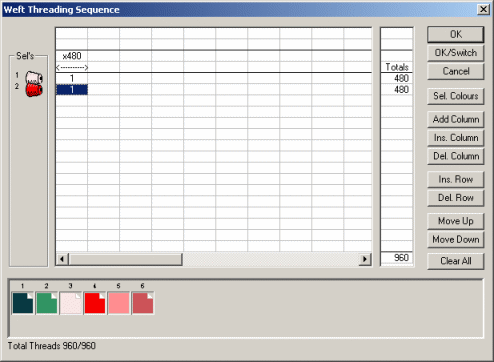 Weft Threading Sequence
Sel's
x480
<---------->
Totals
1
1
480
2
1
480
960
OK
OK/Switch
Cancel
Sel. Colours
Add Column
Ins. Column
Del. Column
Ins. Row
Del. Row
Move Up
Move Down
Clear All
1 2 3 4 5 6
Total Threads 960/960